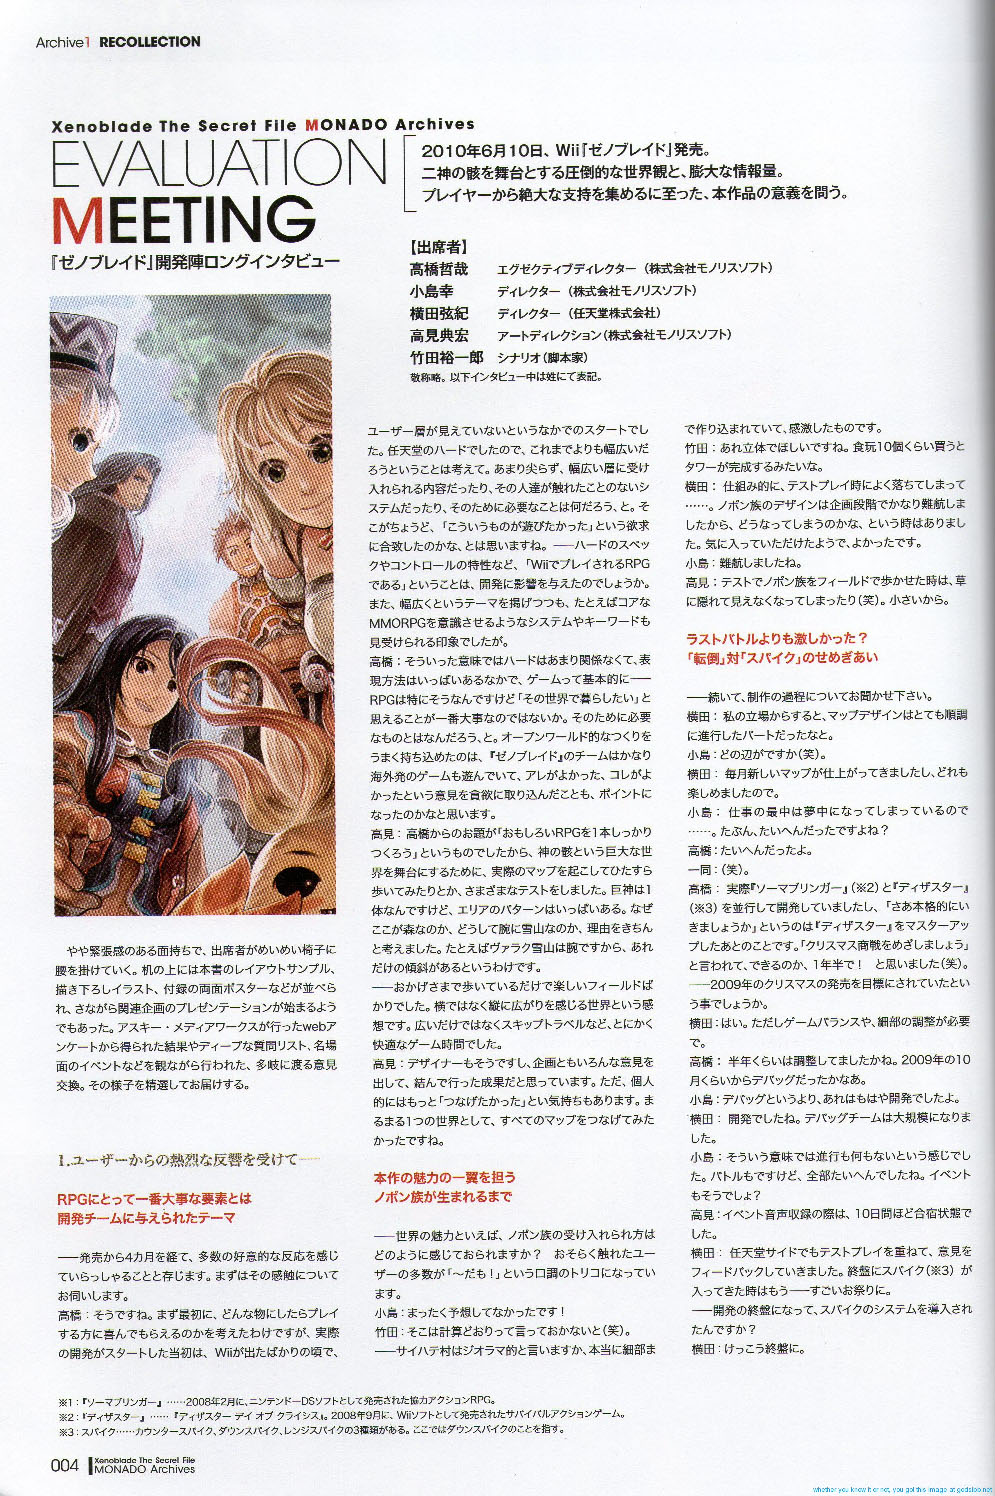 Archive1 RECOLLECTION
Xenoblade The Secret File MONADO Archives
EVALUATION
MEETING
『ゼノブレイド』開発陣ロングインタビュー
2010年6月10日、Wii『ゼノブレイド』発売。
二神の骸を舞台とする圧倒的な世界観と、膨大な情報量。
プレイヤーから絶大な支持を集めるに至った、本作品の意義を問う。
【出席者】
高橋哲哉 エグゼクティブディレクター（株式会社モノリスソフト）
小島幸 ディレクター（株式会社モノリスソフト）
横田弦紀 ディレクター（任天堂株式会社）
高見典宏 アートディレクション（株式会社モノリスソフト）
竹田裕一郎 シナリオ（脚本家）
敬称略。以下インタビュー中は姓にて表記。
やや緊張感のある面持ちで、出席者がめいめい椅子に
腰を掛けていく。机の上には本書のレイアウトサンプル、
描き下ろしイラスト、付録の両面ポスターなどが並べら
れ、さながら関連企画のプレゼンテーションが始まるよう
でもあった。アスキー・メディアワークスが行ったwebア
ンケートから得られた結果やディープな質問リスト、名場
面のイベントなどを観ながら行われた、多岐に渡る意見
交換。その様子を精選してお届けする。
1.ユーザーからの熱烈な反響を受けて——
RPGにとって一番大事な要素とは
開発チームに与えられたテーマ
——発売から4カ月を経て、多数の好意的な反応を感じ
ていらっしゃることと存じます。まずはその感触について
お伺いします。
高橋：そうですね。まず最初に、どんな物にしたらプレイ
する方に喜んでもらえるのかを考えたわけですが、実際
の開発がスタートした当初は、Wiiが出たばかりの頃で、
ユーザー層が見えていないというなかでのスタートでし
た。任天堂のハードでしたので、これまでよりも幅広いだ
ろうということは考えて。あまり尖らず、幅広い層に受け
入れられる内容だったり、その人達が触れたことのないシ
ステムだったり、そのために必要なことは何だろう、と。そ
こがちょうど、「こういうものが遊びたかった」という欲求
に合致したのかな、とは思いますね。——ハードのスペッ
クやコントロールの特性など、「WiiでプレイされるRPG
である」ということは、開発に影響を与えたのでしょうか。
また、幅広くというテーマを掲げつつも、たとえばコアな
MMORPGを意識させるようなシステムやキーワードも
見受けられる印象でしたが。
高橋：そういった意味ではハードはあまり関係なくて、表
現方法はいっぱいあるなかで、ゲームって基本的に——
RPGは特にそうなんですけど「その世界で暮らしたい」と
思えることが一番大事なのではないか。そのために必要
なものとはなんだろう、と。オープンワールド的なつくりを
うまく持ち込めたのは、『ゼノブレイド』のチームはかなり
海外発のゲームも遊んでいて、アレがよかった、コレがよ
かったという意見を貪欲に取り込んだことも、ポイントに
なったのかなと思います。
高見：高橋からのお題が「おもしろいRPGを1本しっかり
つくろう」というものでしたから、神の骸という巨大な世
界を舞台にするために、実際のマップを起こしてひたすら
歩いてみたりとか、さまざまなテストをしました。巨神は1
体なんですけど、エリアのパターンはいっぱいある。なぜ
ここが森なのか、どうして腕に雪山なのか、理由をきちん
と考えました。たとえばヴァラク雪山は腕ですから、あれ
だけの傾斜があるというわけです。
——おかげさまで歩いているだけで楽しいフィールドば
かりでした。横ではなく縦に広がりを感じる世界という感
想です。広いだけではなくスキップトラベルなど、とにかく
快適なゲーム時間でした。
高見：デザイナーもそうですし、企画ともいろんな意見を
出して、結んで行った成果だと思っています。ただ、個人
的にはもっと「つなげたかった」とい気持ちもあります。ま
るまる1つの世界として、すべてのマップをつなげてみた
かったですね。
本作の魅力の一翼を担う
ノポン族が生まれるまで
——世界の魅力といえば、ノポン族の受け入れられ方は
どのように感じておられますか？　おそらく触れたユー
ザーの多数が「〜だも！」という口調のトリコになってい
ます。
小島：まったく予想してなかったです！
竹田：そこは計算どおりって言っておかないと（笑）。
——サイハテ村はジオラマ的と言いますか、本当に細部ま
で作り込まれていて、感激したものです。
竹田：あれ立体でほしいですね。食玩10個くらい買うと
タワーが完成するみたいな。
横田：仕組み的に、テストプレイ時によく落ちてしまって
……。ノポン族のデザインは企画段階でかなり難航しま
したから、どうなってしまうのかな、という時はありまし
た。気に入っていただけたようで、よかったです。
小島：難航しましたね。
高見：テストでノポン族をフィールドで歩かせた時は、草
に隠れて見えなくなってしまったり（笑）。小さいから。
ラストバトルよりも激しかった？
「転倒」対「スパイク」のせめぎあい
——続いて、制作の過程についてお聞かせ下さい。
横田：私の立場からすると、マップデザインはとても順調
に進行したパートだったなと。
小島：どの辺がですか（笑）。
横田：毎月新しいマップが仕上がってきましたし、どれも
楽しめましたので。
小島：仕事の最中は夢中になってしまっているので
……。たぶん、たいへんだったですよね？
高橋：たいへんだったよ。
一同：（笑）。
高橋：実際『ソーマブリンガー』（※2）と『ディザスター』
（※3）を並行して開発していましたし、「さあ本格的にい
きましょうか」というのは『ディザスター』をマスターアッ
プしたあとのことです。「クリスマス商戦をめざしましょう」
と言われて、できるのか、1年半で！　と思いました（笑）。
——2009年のクリスマスの発売を目標にされていたとい
う事でしょうか。
横田：はい。ただしゲームバランスや、細部の調整が必要
で。
高橋：半年くらいは調整してましたかね。2009年の10
月くらいからデバッグだったかなあ。
小島：デバッグというより、あれはもはや開発でしたよ。
横田：開発でしたね。デバッグチームは大規模になりま
した。
小島：そういう意味では進行も何もないという感じでし
た。バトルもですけど、全部たいへんでしたね。イベント
もそうでしょ？
高見：イベント音声収録の際は、10日間ほど合宿状態で
した。
横田：任天堂サイドでもテストプレイを重ねて、意見を
フィードバックしていきました。終盤にスパイク（※3）が
入ってきた時はもう——すごいお祭りに。
——開発の終盤になって、スパイクのシステムを導入され
たんですか？
横田：けっこう終盤に。
※1：『ソーマブリンガー』……2008年2月に、ニンテンドーDSソフトとして発売された協力アクションRPG。
※2：『ディザスター』……『ディザスター デイ オブ クライシス』。2008年9月に、Wiiソフトとして発売されたサバイバルアクションゲーム。
※3：スパイク……カウンタースパイク、ダウンスパイク、レンジスパイクの3種類がある。ここではダウンスパイクのことを指す。
004 Xenoblade The Secret File
MONADO Archives
whether you know it or not, you got this image at godslob.net